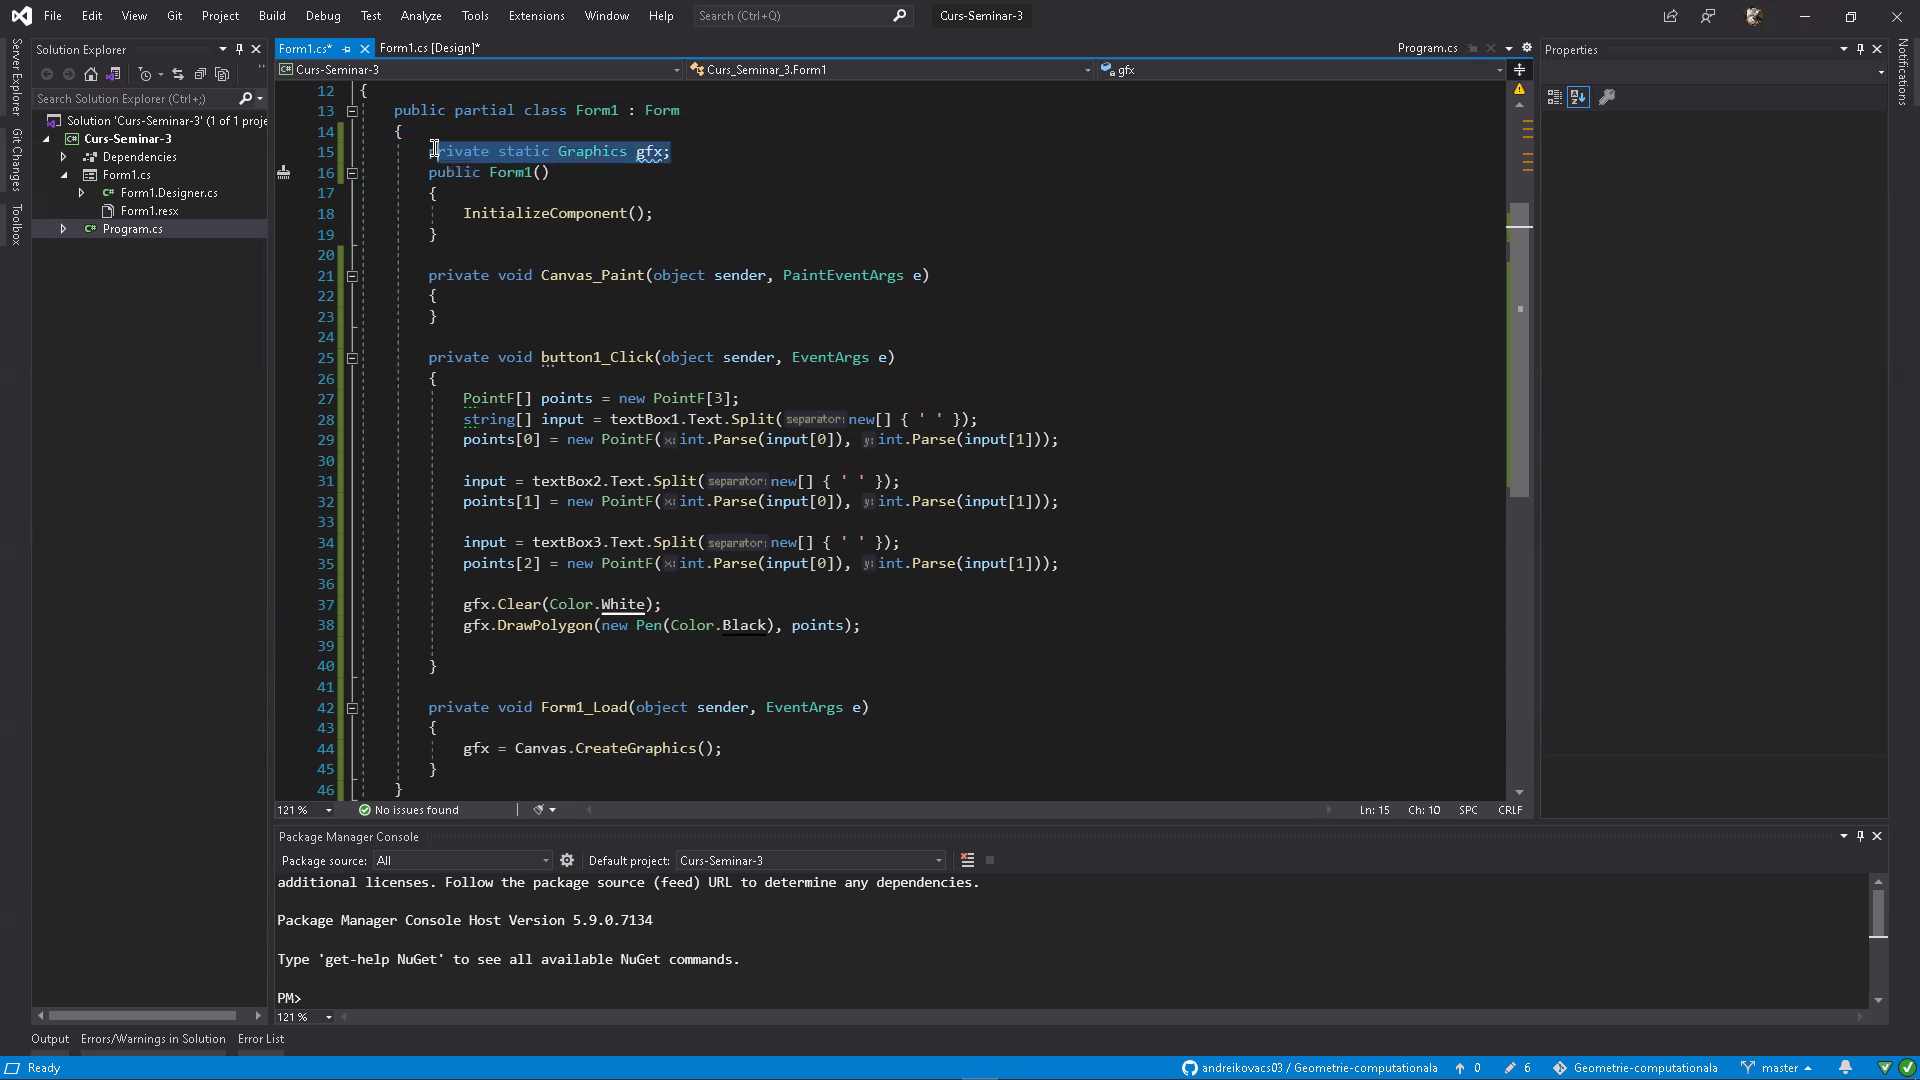 File Edit View Git Project Build Debug Test Analyze Tools Extensions Window Help Search (Ctrl+Q) Curs-Seminar-3
Server Explorer
Git Changes
Toolbox
Solution Explorer
Search Solution Explorer (Ctrl+;)
Solution 'Curs-Seminar-3' (1 of 1 proje
Curs-Seminar-3
Dependencies
Form1.cs
Form1.Designer.cs
Form1.resx
Program.cs
Form1.cs* Form1.cs [Design]* Program.cs
Curs-Seminar-3 Curs_Seminar_3.Form1 gfx
12 {
13 public partial class Form1 : Form
14 {
15 private static Graphics gfx;
16 public Form1()
17 {
18 InitializeComponent();
19 }
20
21 private void Canvas_Paint(object sender, PaintEventArgs e)
22 {
23 }
24
25 private void button1_Click(object sender, EventArgs e)
26 {
27 PointF[] points = new PointF[3];
28 string[] input = textBox1.Text.Split(separator: new[] { ' ' });
29 points[0] = new PointF(x: int.Parse(input[0]), y: int.Parse(input[1]));
30
31 input = textBox2.Text.Split(separator: new[] { ' ' });
32 points[1] = new PointF(x: int.Parse(input[0]), y: int.Parse(input[1]));
33
34 input = textBox3.Text.Split(separator: new[] { ' ' });
35 points[2] = new PointF(x: int.Parse(input[0]), y: int.Parse(input[1]));
36
37 gfx.Clear(Color.White);
38 gfx.DrawPolygon(new Pen(Color.Black), points);
39
40 }
41
42 private void Form1_Load(object sender, EventArgs e)
43 {
44 gfx = Canvas.CreateGraphics();
45 }
46 }
121 % No issues found Ln: 15 Ch: 10 SPC CRLF
Properties
Notifications
Package Manager Console
Package source: All Default project: Curs-Seminar-3
additional licenses. Follow the package source (feed) URL to determine any dependencies.
Package Manager Console Host Version 5.9.0.7134
Type 'get-help NuGet' to see all available NuGet commands.
PM>
121 %
Output Errors/Warnings in Solution Error List
Ready andreikovacs03 / Geometrie-computationala 0 6 Geometrie-computationala master